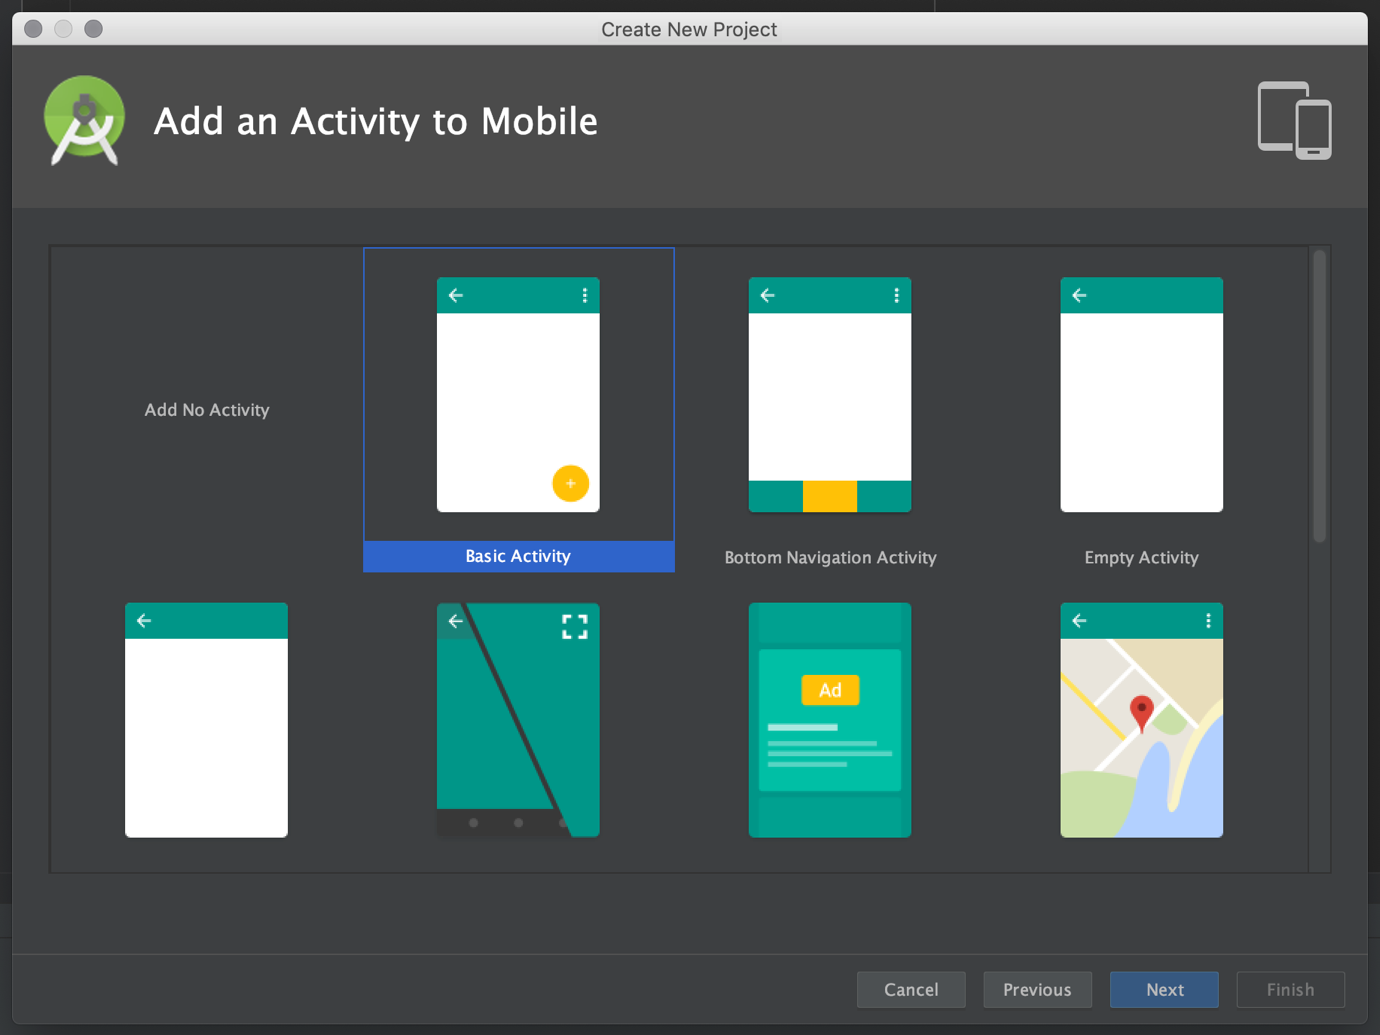 Create New Project
Add an Activity to Mobile
Add No Activity
Basic Activity
Bottom Navigation Activity
Empty Activity
Ad
Cancel
Previous
Next
Finish